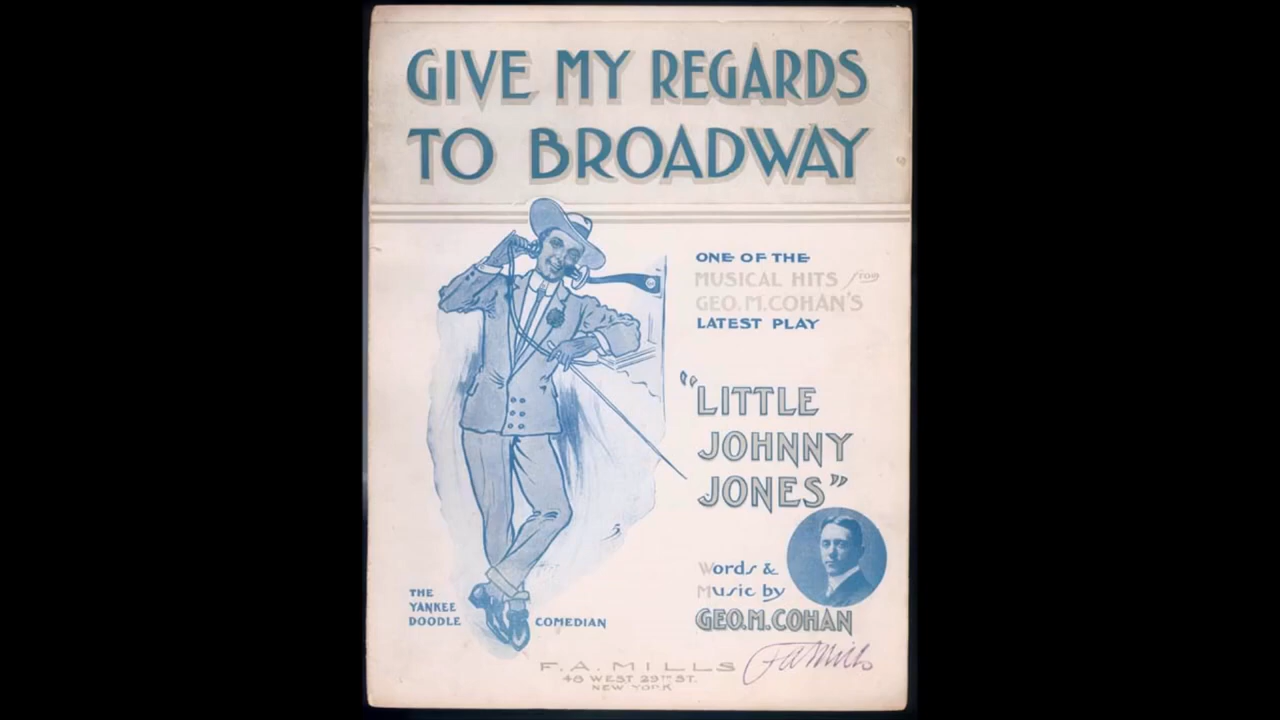 GIVE MY REGARDS
TO BROADWAY
ONE OF THE
MUSICAL HITS from
GEO. M. COHAN'S
LATEST PLAY
"LITTLE
JOHNNY
JONES"
Words &
Music by
GEO. M. COHAN
THE
YANKEE
DOODLE COMEDIAN
F. A. MILLS
48 WEST 29TH ST.
NEW YORK
F A Mills